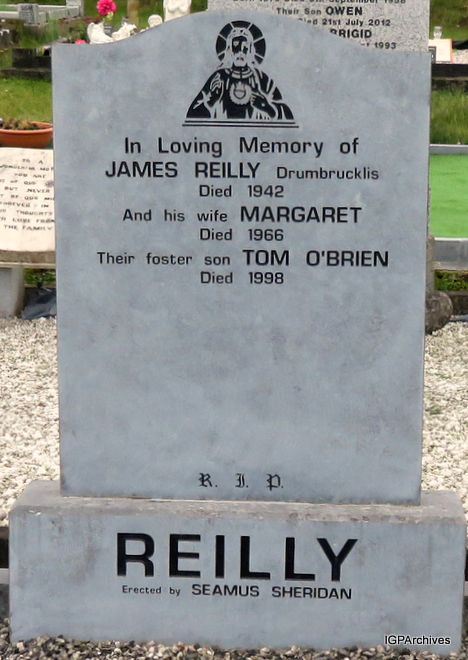 Their Son OWEN
Died 21st July 2012
BRIGID
1993
In Loving Memory of
JAMES REILLY Drumbrucklis
Died 1942
And his wife MARGARET
Died 1966
Their foster son TOM O'BRIEN
Died 1998
R. I. P.
REILLY
Erected by SEAMUS SHERIDAN
IGPArchives